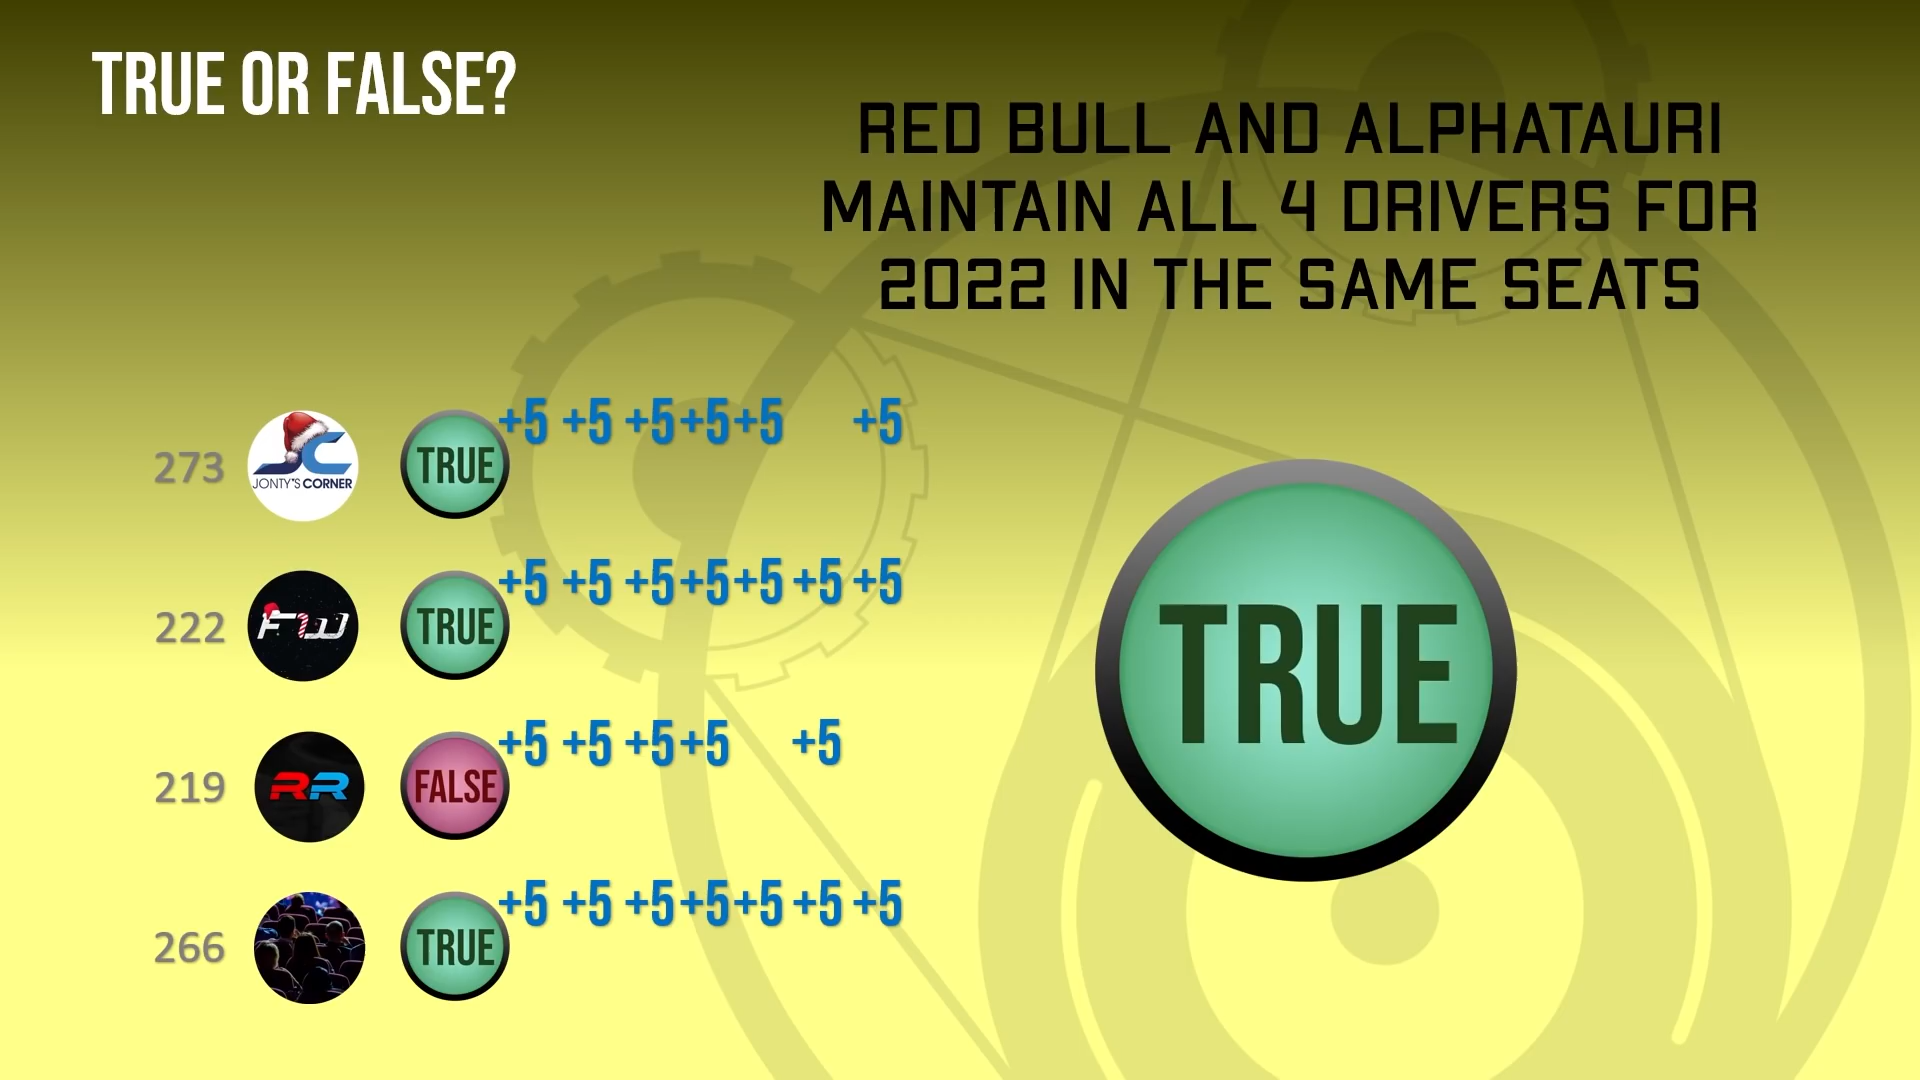 TRUE OR FALSE?
RED BULL AND ALPHATAURI
MAINTAIN ALL 4 DRIVERS FOR
2022 IN THE SAME SEATS
273 JC JONTY'S CORNER TRUE +5 +5 +5 +5 +5 +5
222 FW TRUE +5 +5 +5 +5 +5 +5 +5
219 RR FALSE +5 +5 +5 +5 +5
266 TRUE +5 +5 +5 +5 +5 +5 +5
TRUE